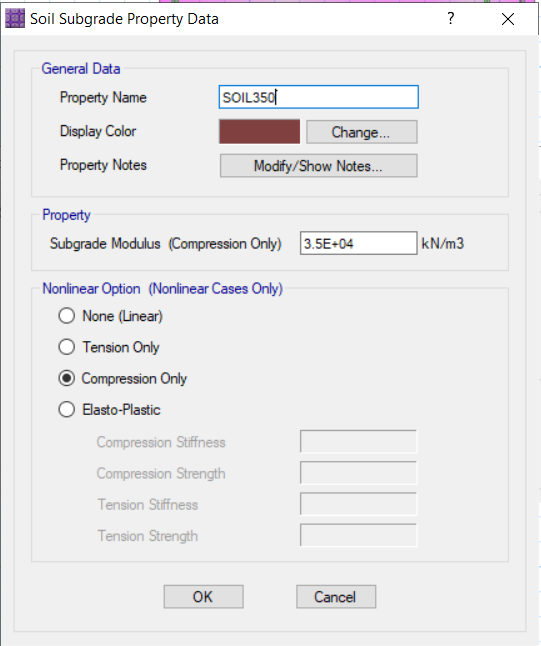 Soil Subgrade Property Data ?
General Data
Property Name SOIL350
Display Color Change...
Property Notes Modify/Show Notes...
Property
Subgrade Modulus (Compression Only) 3.5E+04 kN/m3
Nonlinear Option (Nonlinear Cases Only)
None (Linear)
Tension Only
Compression Only
Elasto-Plastic
Compression Stiffness
Compression Strength
Tension Stiffness
Tension Strength
OK Cancel